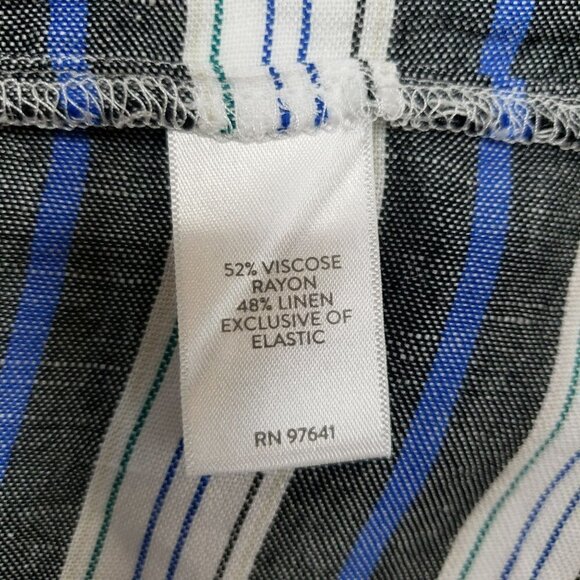 52% VISCOSE
RAYON
48% LINEN
EXCLUSIVE OF
ELASTIC
RN 97641